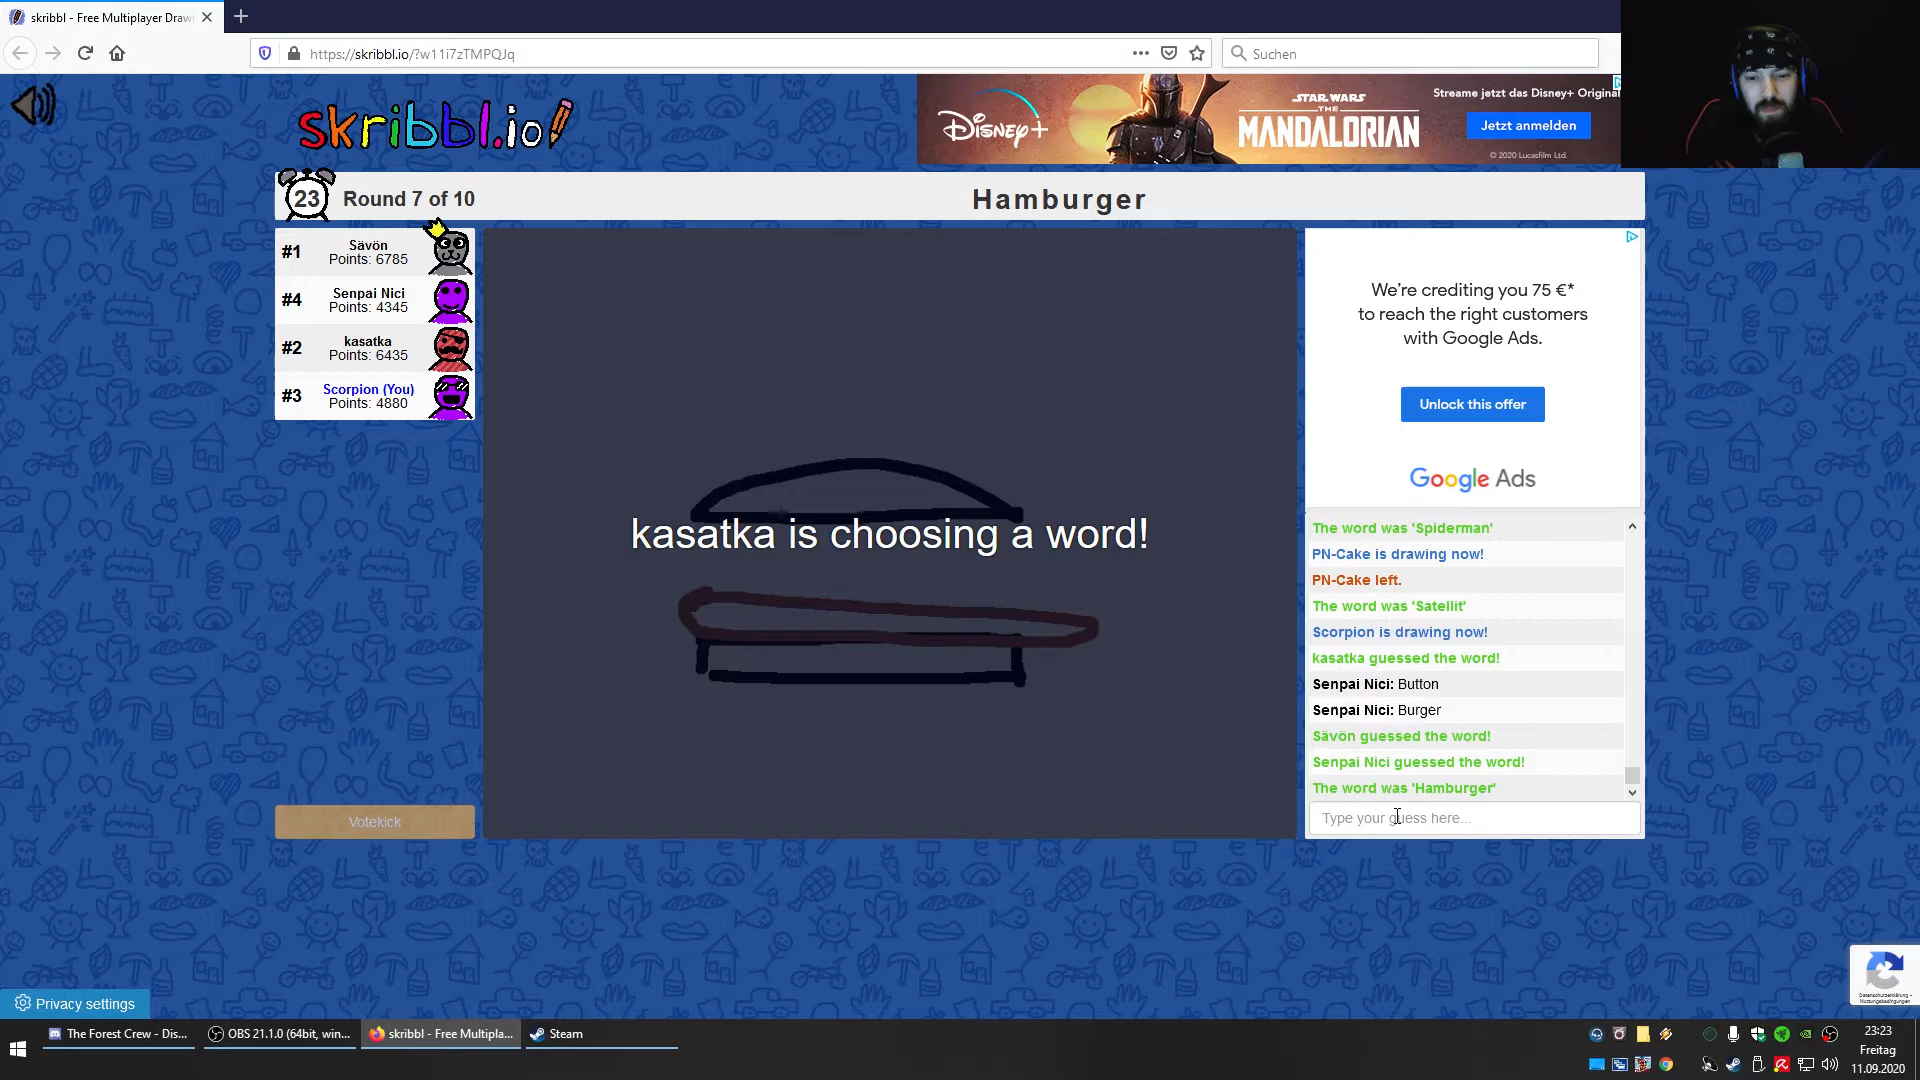 skribbl - Free Multiplayer Drawi
https://skribbl.io/?w11i7zTMPQJq
Suchen
skribbl.io
Disney+
STAR WARS
THE
MANDALORIAN
Streame jetzt das Disney+ Original
Jetzt anmelden
© 2020 Lucasfilm Ltd.
23
Round 7 of 10
Hamburger
#1
Sävön
Points: 6785
#4
Senpai Nici
Points: 4345
#2
kasatka
Points: 6435
#3
Scorpion (You)
Points: 4880
Votekick
kasatka is choosing a word!
We're crediting you 75 €*
to reach the right customers
with Google Ads.
Unlock this offer
Google Ads
The word was 'Spiderman'
PN-Cake is drawing now!
PN-Cake left.
The word was 'Satellit'
Scorpion is drawing now!
kasatka guessed the word!
Senpai Nici: Button
Senpai Nici: Burger
Sävön guessed the word!
Senpai Nici guessed the word!
The word was 'Hamburger'
Type your guess here...
Datenschutzerklärung -
Nutzungsbedingungen
Privacy settings
The Forest Crew - Dis...
OBS 21.1.0 (64bit, win...
skribbl - Free Multipla...
Steam
23:23
Freitag
11.09.2020